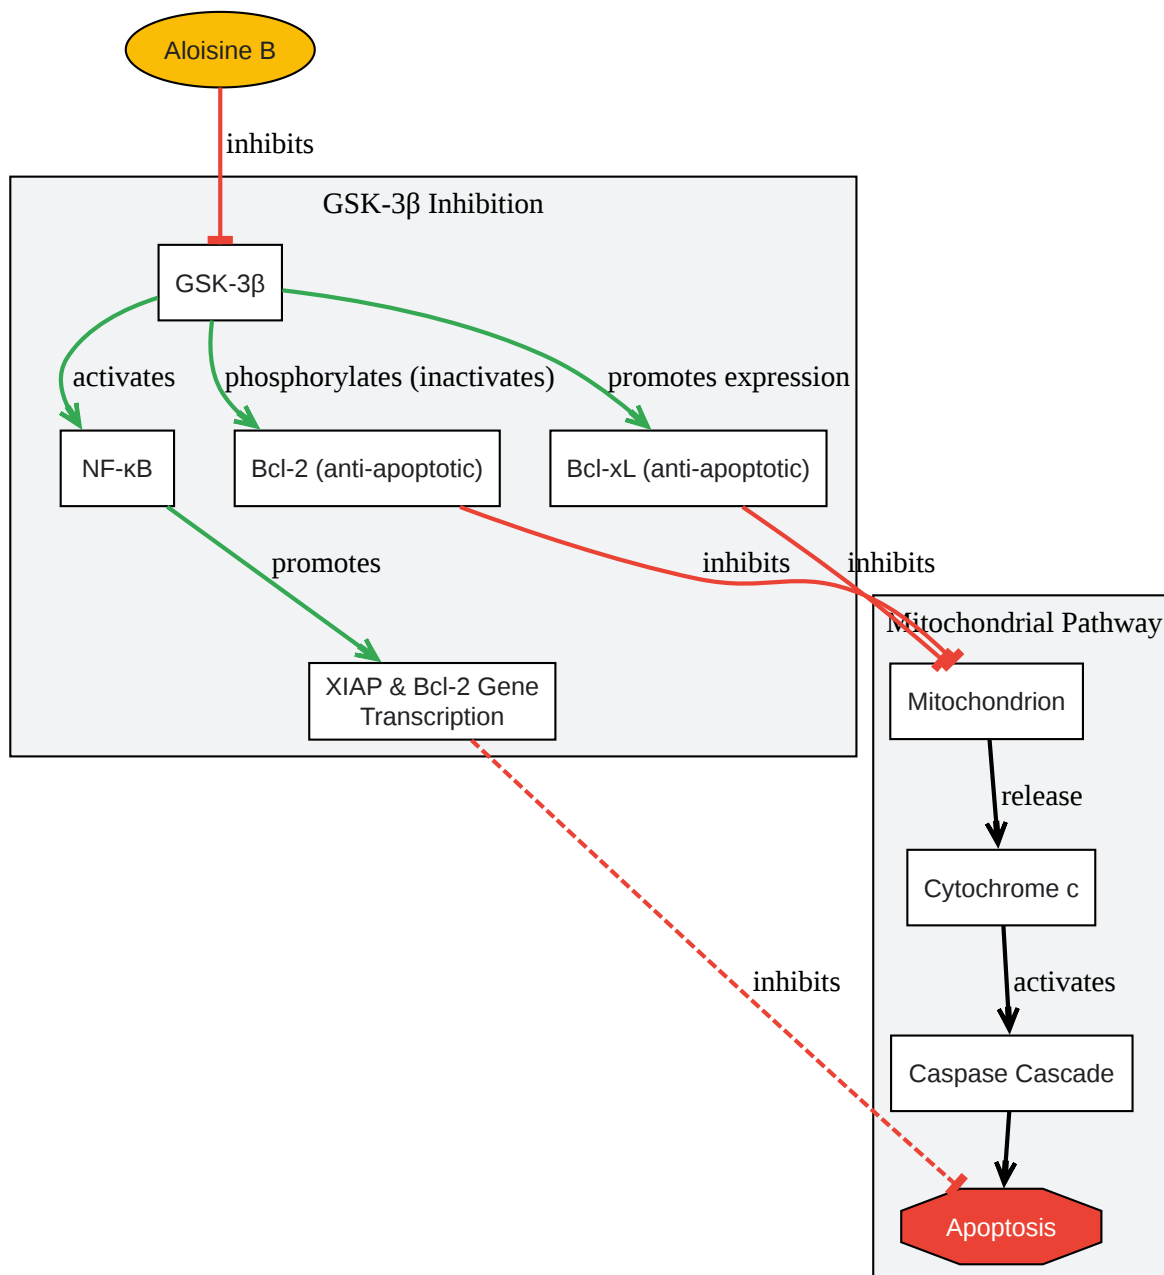 Aloisine B
inhibits
GSK-3β Inhibition
GSK-3β
activates
phosphorylates (inactivates)
promotes expression
NF-κB
Bcl-2 (anti-apoptotic)
Bcl-xL (anti-apoptotic)
promotes
inhibits
inhibits
Mitochondrial Pathway
XIAP & Bcl-2 Gene
Transcription
Mitochondrion
release
Cytochrome c
inhibits
activates
Caspase Cascade
Apoptosis